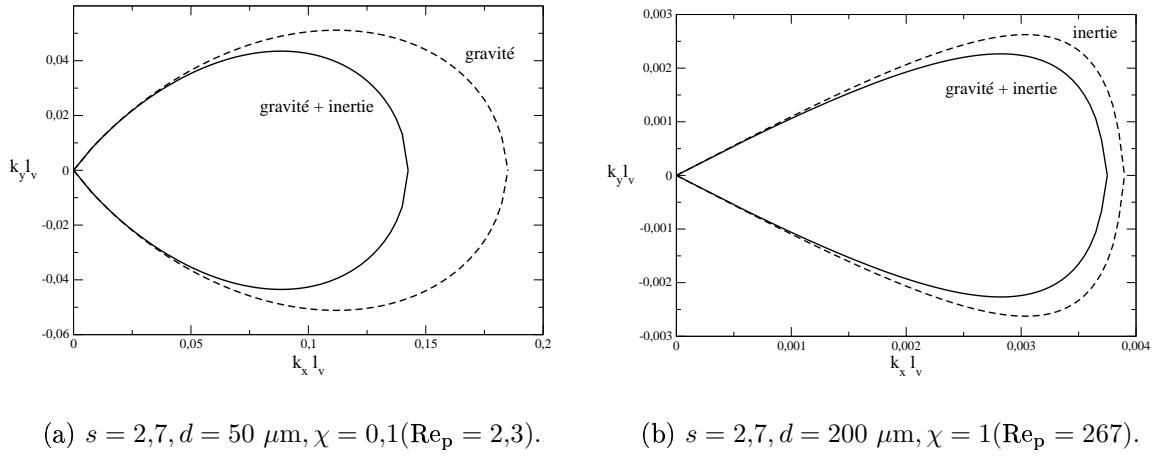 0,04
0,02
0
-0,02
-0,04
-0,06
k_y l_v
gravité
gravité + inertie
0
0,05
0,1
0,15
0,2
k_x l_v
0,003
0,002
0,001
0
-0,001
-0,002
-0,003
k_y l_v
inertie
gravité + inertie
0
0,001
0,002
0,003
0,004
k_x l_v
(a) s = 2,7, d = 50 μm, χ = 0,1(Re_p = 2,3).
(b) s = 2,7, d = 200 μm, χ = 1(Re_p = 267).